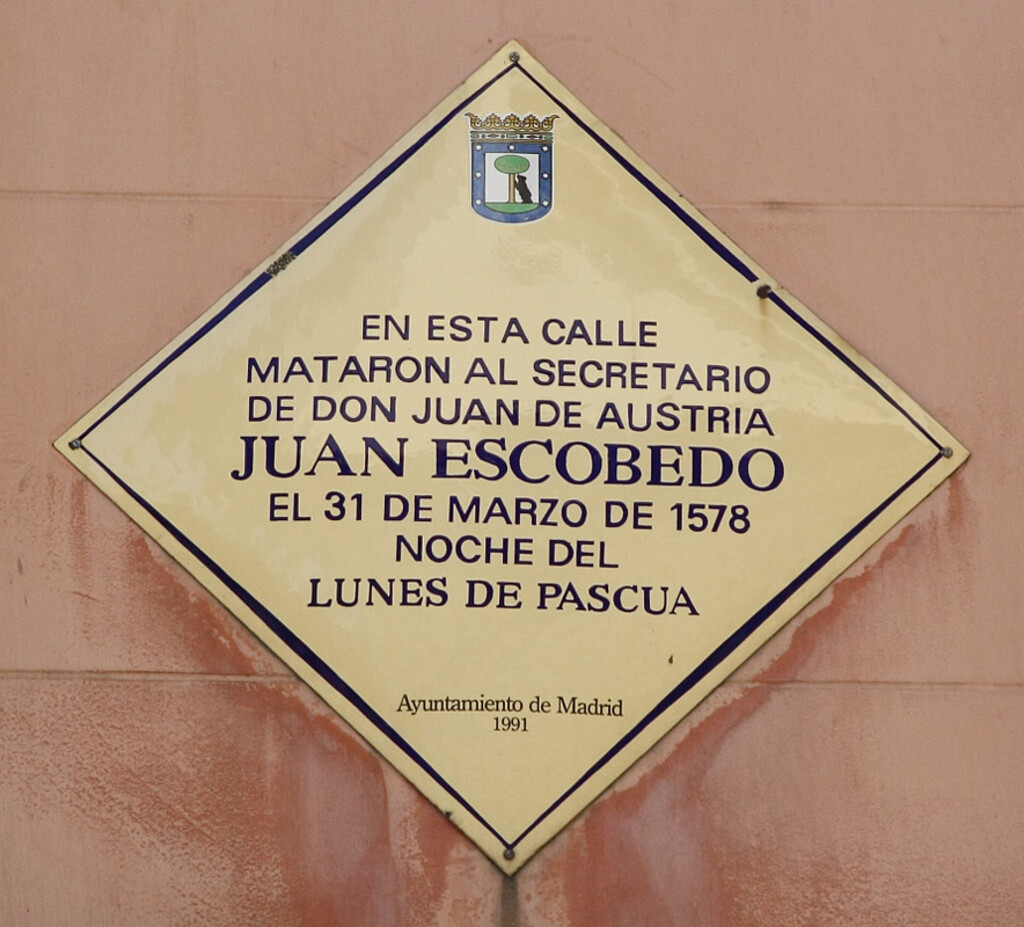 EN ESTA CALLE
MATARON AL SECRETARIO
DE DON JUAN DE AUSTRIA
JUAN ESCOBEDO
EL 31 DE MARZO DE 1578
NOCHE DEL
LUNES DE PASCUA
Ayuntamiento de Madrid
1991